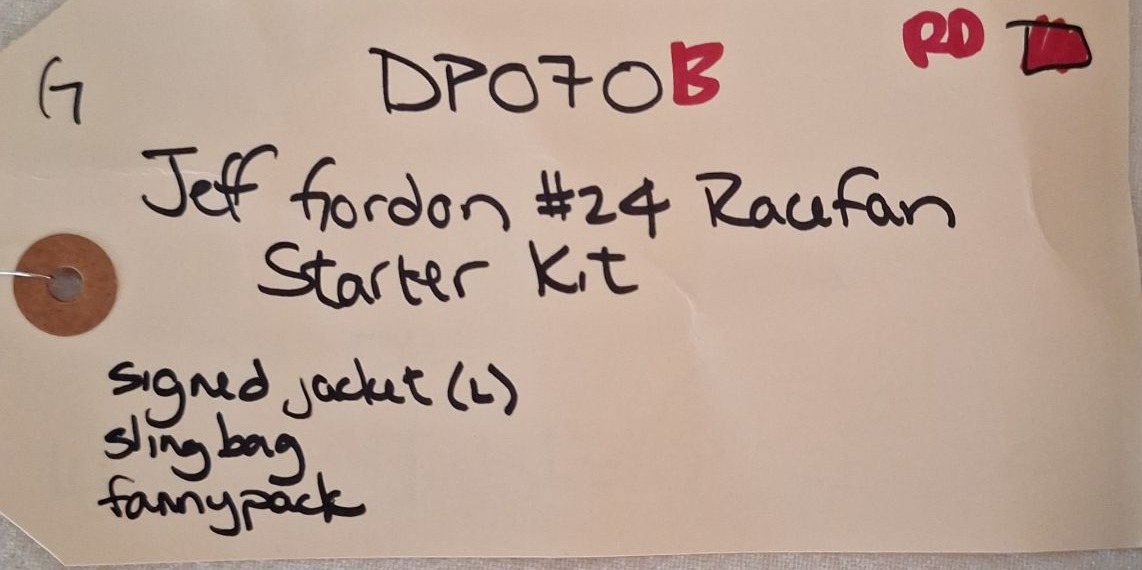 G DP070B RD
Jeff Gordon #24 Racefan
Starter Kit
signed jacket (L)
sling bag
fannypack